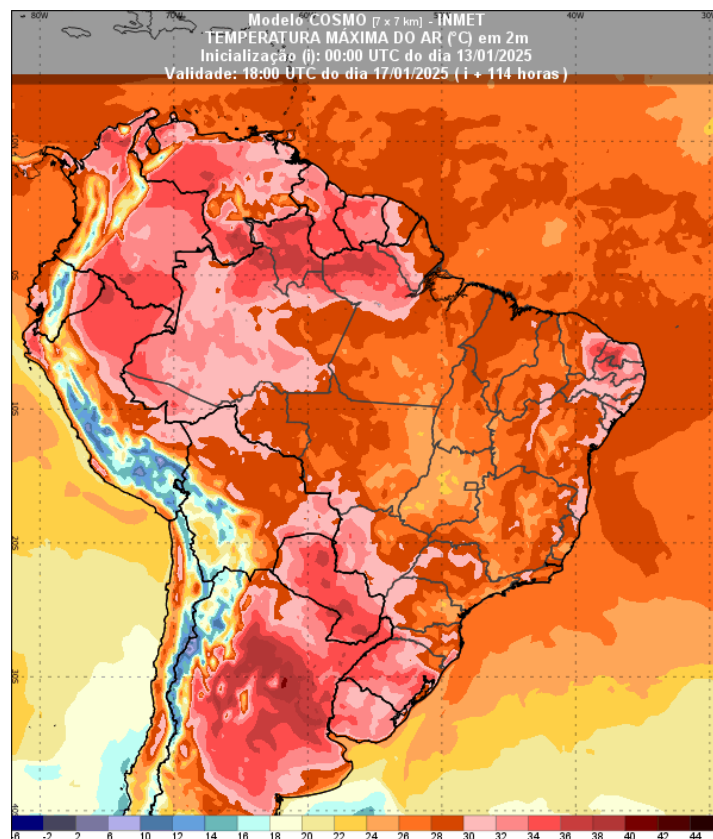 Modelo COSMO [7 x 7 km] - INMET
TEMPERATURA MÁXIMA DO AR (°C) em 2m
Inicialização (i): 00:00 UTC do dia 13/01/2025
Validade: 18:00 UTC do dia 17/01/2025 ( i + 114 horas )
80W 70W 60W 50W 40W 30W
5S
10S
20S
30S
-6 -2 2 6 10 12 14 16 18 20 22 24 26 28 30 32 34 36 38 40 42 44